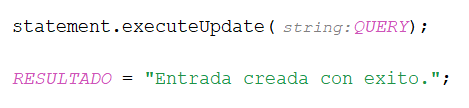 statement.executeUpdate( string:QUERY);
RESULTADO = "Entrada creada con exito.";